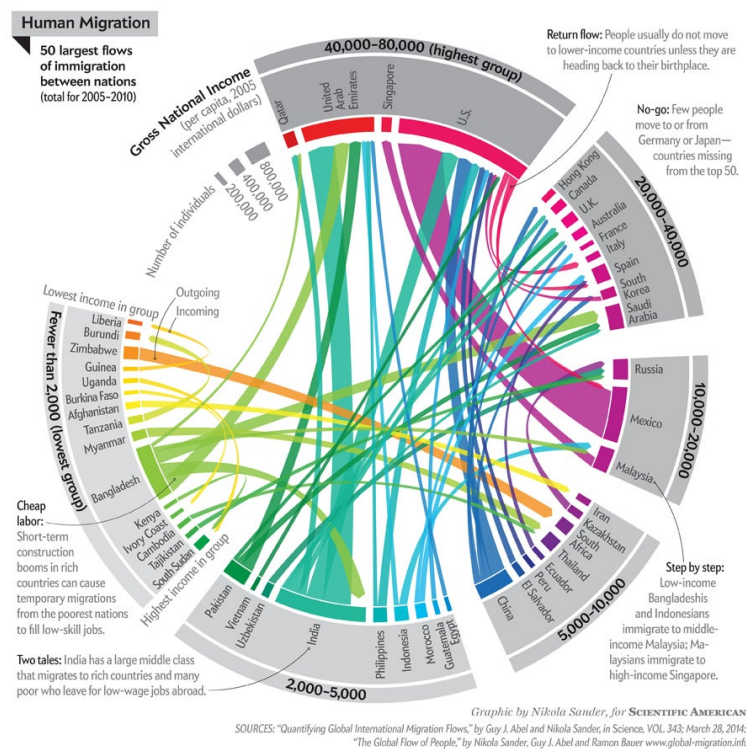 Human Migration
50 largest flows
of immigration
between nations
(total for 2005–2010)
Gross National Income
(per capita, 2005
international dollars)
Number of individuals
200,000
400,000
800,000
40,000–80,000 (highest group)
Qatar
United
Arab
Emirates
Singapore
U.S.
Return flow: People usually do not move
to lower-income countries unless they are
heading back to their birthplace.
No-go: Few people
move to or from
Germany or Japan—
countries missing
from the top 50.
20,000–40,000
Hong Kong
Canada
U.K.
Australia
France
Italy
Spain
South
Korea
Saudi
Arabia
10,000–20,000
Russia
Mexico
Malaysia
Step by step:
Low-income
Bangladeshis
and Indonesians
immigrate to middle-
income Malaysia; Ma-
laysians immigrate to
high-income Singapore.
5,000–10,000
Iran
Kazakhstan
South
Africa
Thailand
Ecuador
Peru
El Salvador
China
2,000–5,000
Egypt
Guatemala
Morocco
Indonesia
Philippines
India
Uzbekistan
Vietnam
Pakistan
Fewer than 2,000 (lowest group)
Lowest income in group
Outgoing
Incoming
Liberia
Burundi
Zimbabwe
Guinea
Uganda
Burkina Faso
Afghanistan
Tanzania
Myanmar
Bangladesh
Kenya
Ivory Coast
Cambodia
Tajikistan
South Sudan
Highest income in group
Cheap
labor:
Short-term
construction
booms in rich
countries can cause
temporary migrations
from the poorest nations
to fill low-skill jobs.
Two tales: India has a large middle class
that migrates to rich countries and many
poor who leave for low-wage jobs abroad.
Graphic by Nikola Sander, for SCIENTIFIC AMERICAN
SOURCES: "Quantifying Global International Migration Flows," by Guy J. Abel and Nikola Sander, in Science, VOL. 343; March 28, 2014;
"The Global Flow of People," by Nikola Sander, Guy J. Abel and Ramon Bauer www.global-migration.info